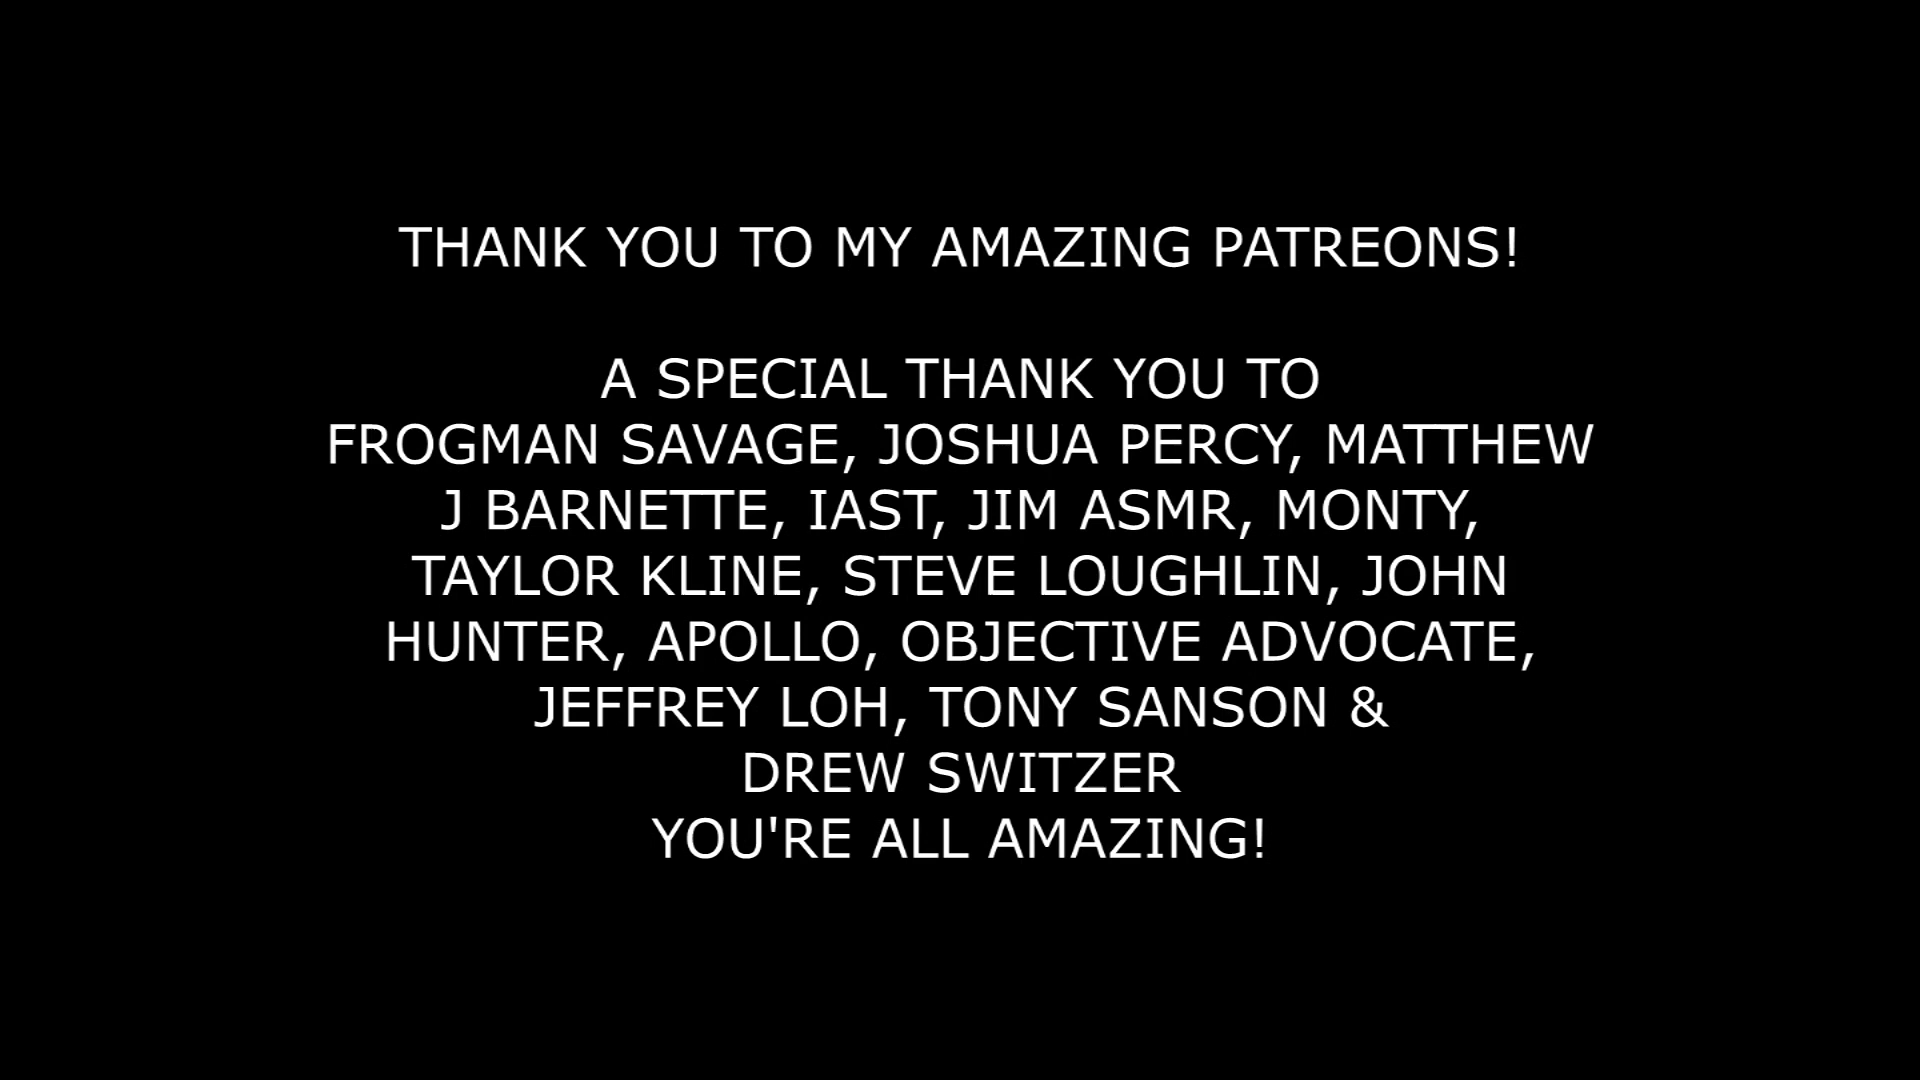 THANK YOU TO MY AMAZING PATREONS!
A SPECIAL THANK YOU TO
FROGMAN SAVAGE, JOSHUA PERCY, MATTHEW
J BARNETTE, IAST, JIM ASMR, MONTY,
TAYLOR KLINE, STEVE LOUGHLIN, JOHN
HUNTER, APOLLO, OBJECTIVE ADVOCATE,
JEFFREY LOH, TONY SANSON &
DREW SWITZER
YOU'RE ALL AMAZING!